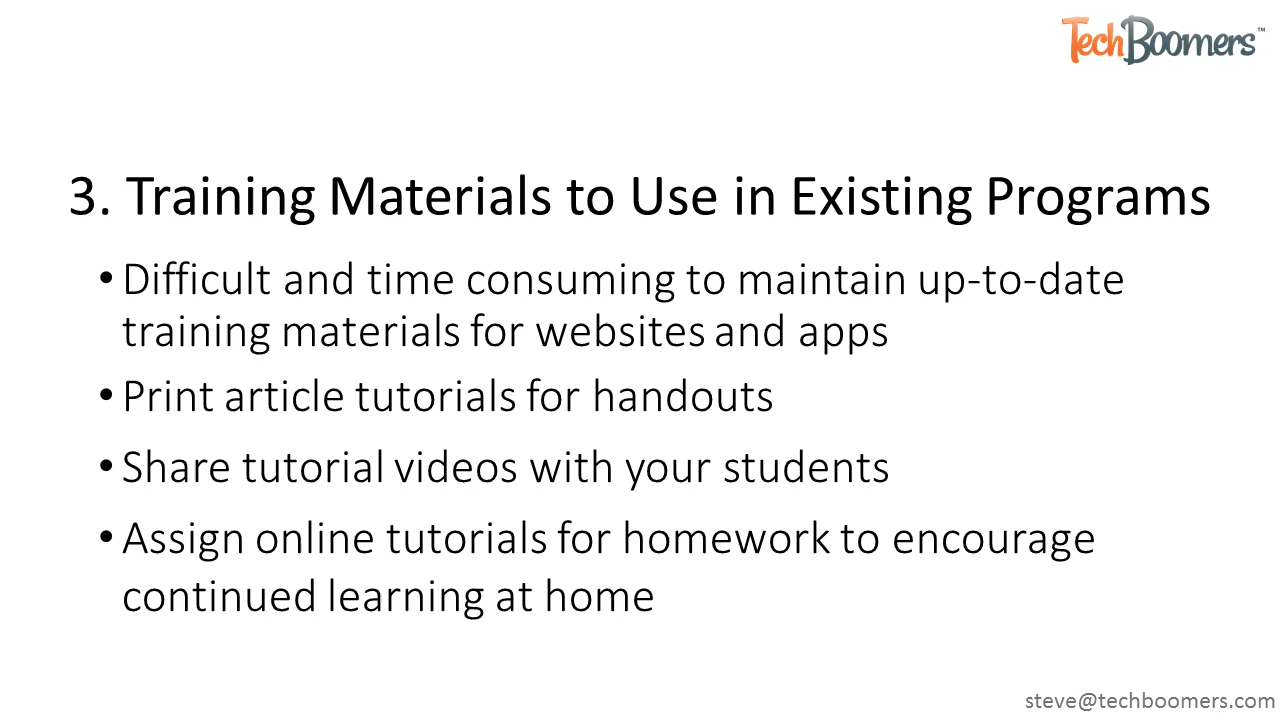 TechBoomers™
3. Training Materials to Use in Existing Programs
• Difficult and time consuming to maintain up-to-date
training materials for websites and apps
• Print article tutorials for handouts
• Share tutorial videos with your students
• Assign online tutorials for homework to encourage
continued learning at home
steve@techboomers.com